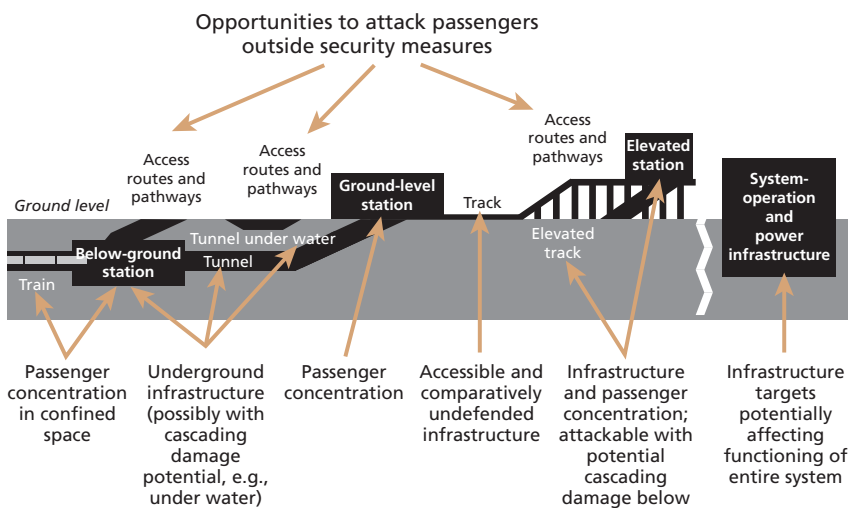 Opportunities to attack passengers
outside security measures
Access
routes and
pathways
Access
routes and
pathways
Access
routes and
pathways
Elevated
station
Ground-level
station
Track
System-
operation
and
power
infrastructure
Ground level
Tunnel under water
Elevated
track
Below-ground
station
Tunnel
Train
Passenger
concentration
in confined
space
Underground
infrastructure
(possibly with
cascading
damage
potential, e.g.,
under water)
Passenger
concentration
Accessible and
comparatively
undefended
infrastructure
Infrastructure
and passenger
concentration;
attackable with
potential
cascading
damage below
Infrastructure
targets
potentially
affecting
functioning of
entire system